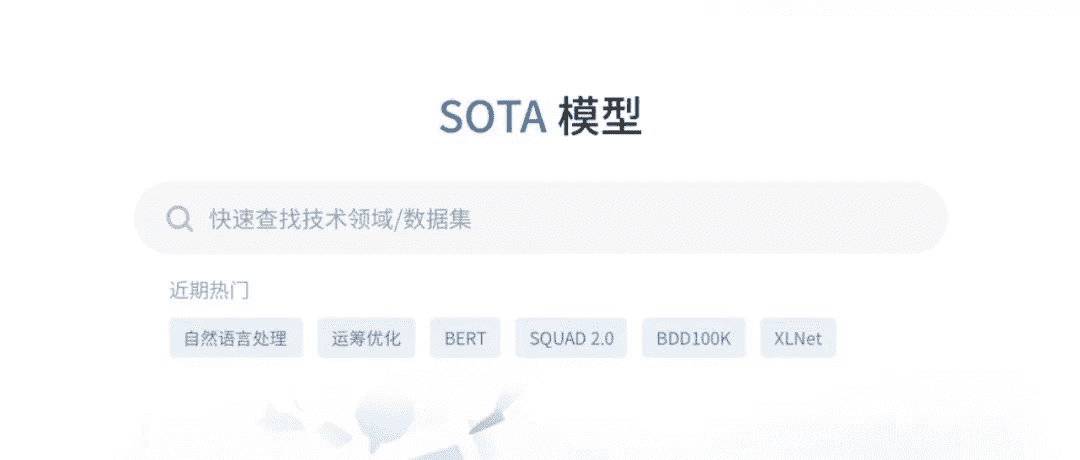 SOTA 模型
快速查找技术领域/数据集
近期热门
自然语言处理 运筹优化 BERT SQUAD 2.0 BDD100K XLNet